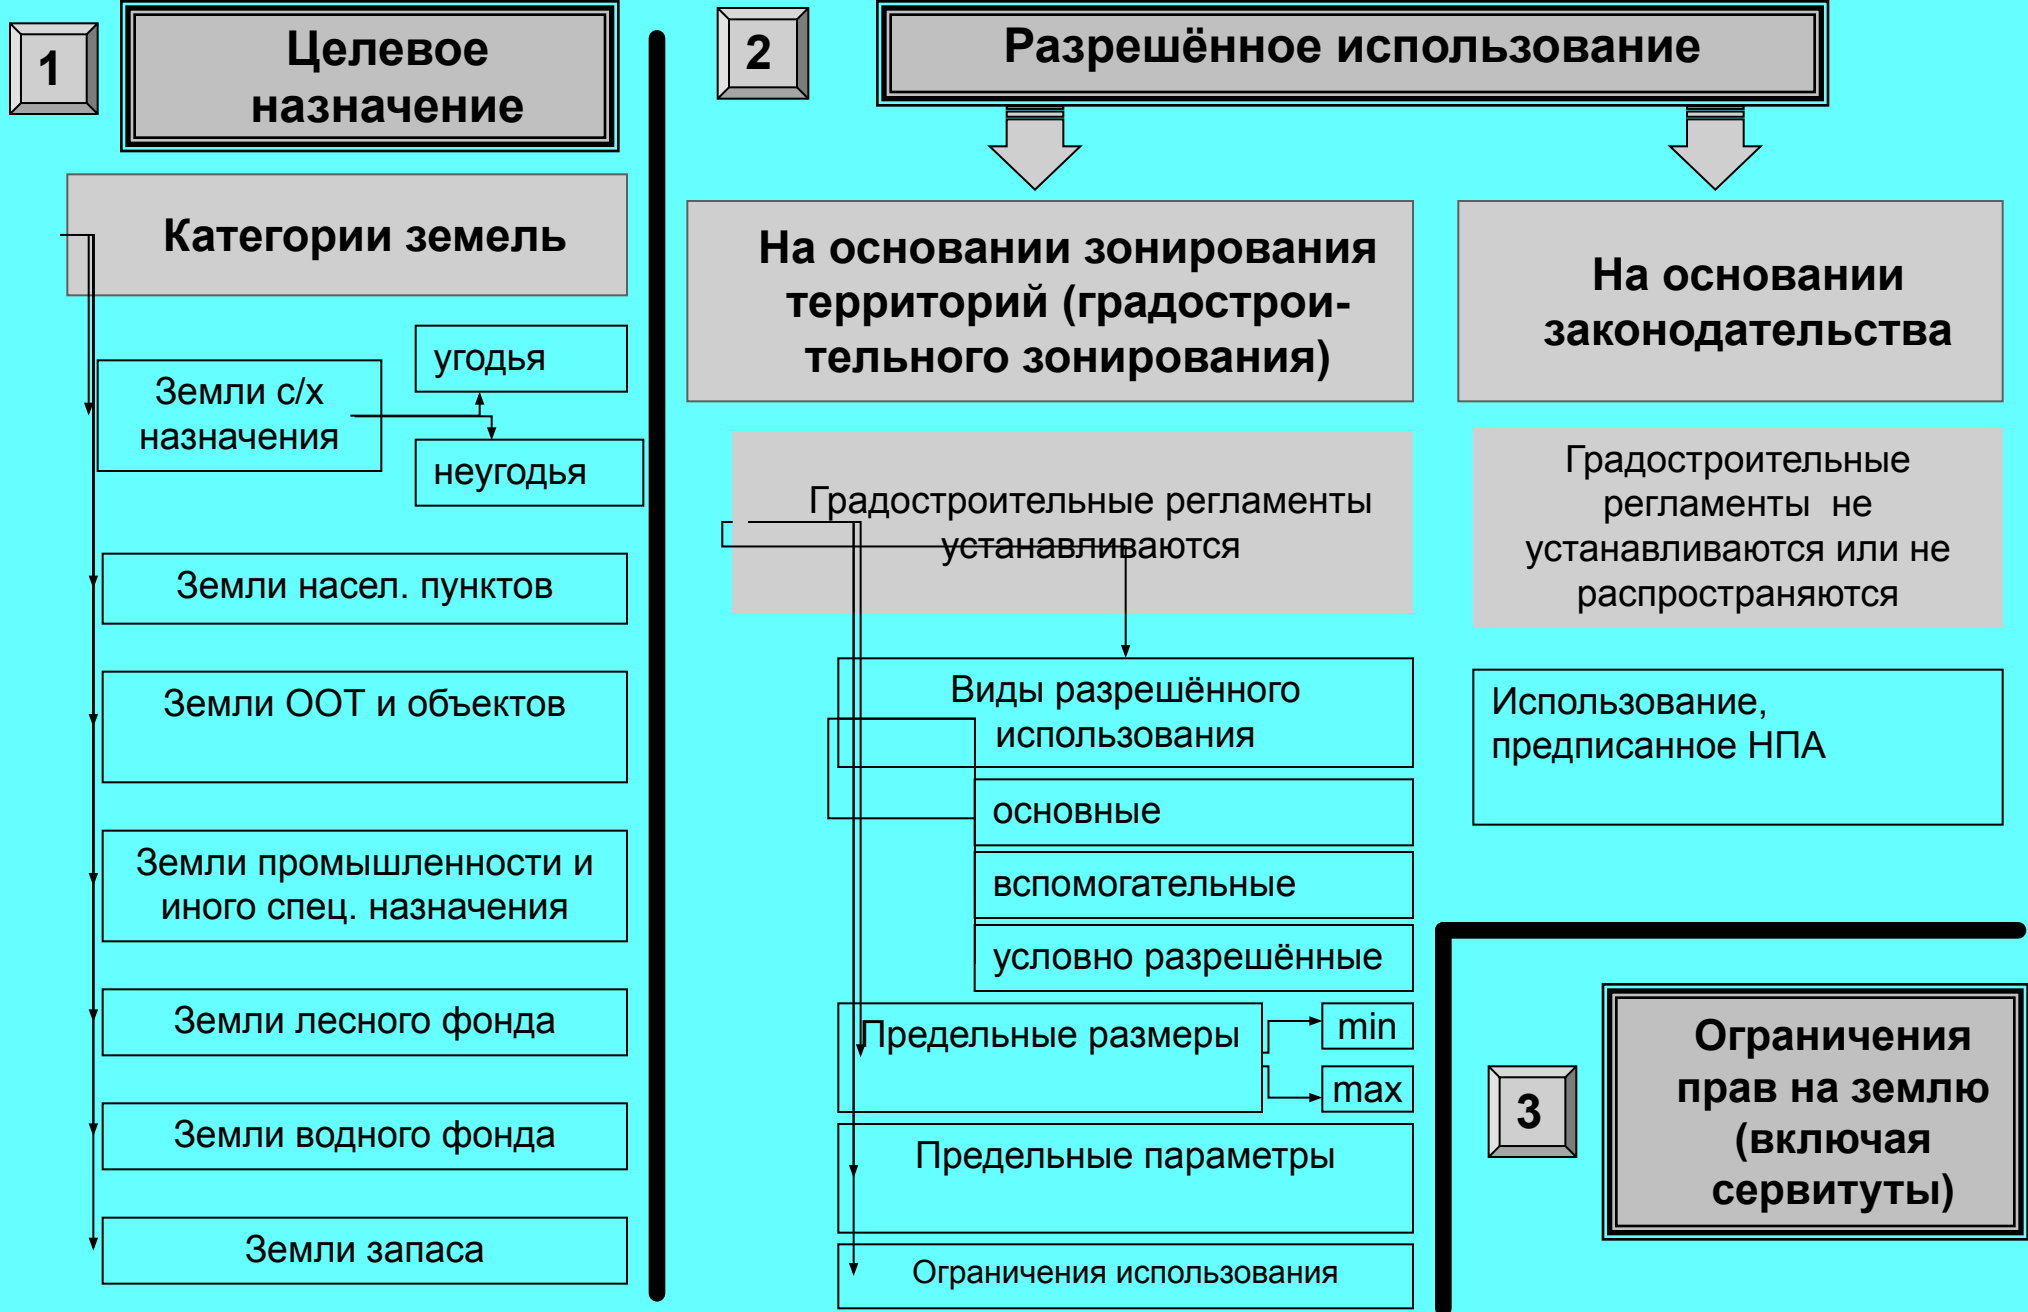 1
Целевое
назначение
Категории земель
Земли с/х
назначения
угодья
неугодья
Земли насел. пунктов
Земли ООТ и объектов
Земли промышленности и
иного спец. назначения
Земли лесного фонда
Земли водного фонда
Земли запаса
2
Разрешённое использование
На основании зонирования
территорий (градострои-
тельного зонирования)
Градостроительные регламенты
устанавливаются
Виды разрешённого
использования
основные
вспомогательные
условно разрешённые
Предельные размеры
min
max
Предельные параметры
Ограничения использования
На основании
законодательства
Градостроительные
регламенты не
устанавливаются или не
распространяются
Использование,
предписанное НПА
3
Ограничения
прав на землю
(включая
сервитуты)